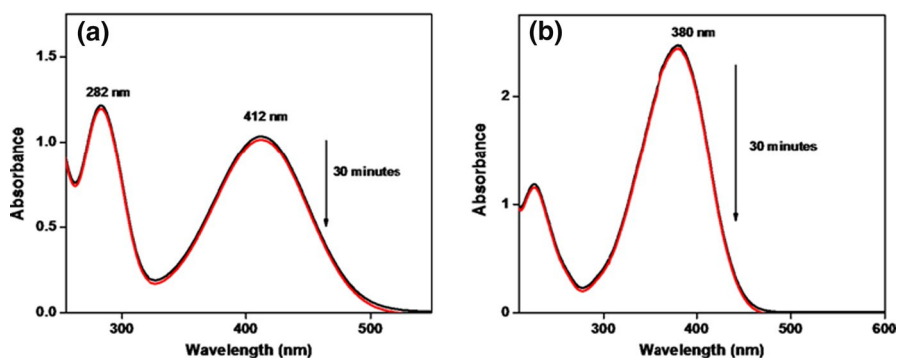 (a)
282 nm
412 nm
30 minutes
Absorbance
1.5
1.0
0.5
0.0
300
400
500
Wavelength (nm)
(b)
380 nm
30 minutes
Absorbance
2
1
0
300
400
500
600
Wavelength (nm)